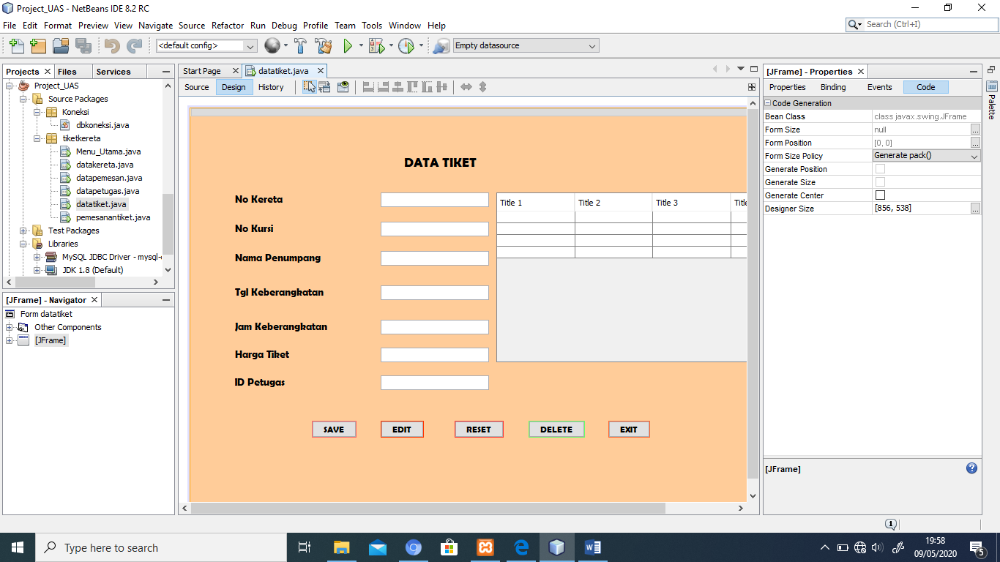 Project_UAS - NetBeans IDE 8.2 RC
File Edit Format Preview View Navigate Source Refactor Run Debug Profile Team Tools Window Help
Search (Ctrl+I)
<default config>
Empty datasource
Projects Files Services
Project_UAS
Source Packages
Koneksi
dbkoneksi.java
tiketkereta
Menu_Utama.java
datakereta.java
datapemesan.java
datapetugas.java
datatiket.java
pemesanantiket.java
Test Packages
Libraries
MySQL JDBC Driver - mysql-
JDK 1.8 (Default)
[JFrame] - Navigator
Form datatiket
Other Components
[JFrame]
Start Page datatiket.java
Source Design History
DATA TIKET
No Kereta
No Kursi
Nama Penumpang
Tgl Keberangkatan
Jam Keberangkatan
Harga Tiket
ID Petugas
Title 1 Title 2 Title 3 Title
SAVE EDIT RESET DELETE EXIT
[JFrame] - Properties
Properties Binding Events Code
Code Generation
Bean Class class javax.swing.JFrame
Form Size null ...
Form Position [0, 0] ...
Form Size Policy Generate pack()
Generate Position
Generate Size
Generate Center
Designer Size [856, 538] ...
[JFrame]
?
Palette
1
Type here to search
19:58
09/05/2020
5